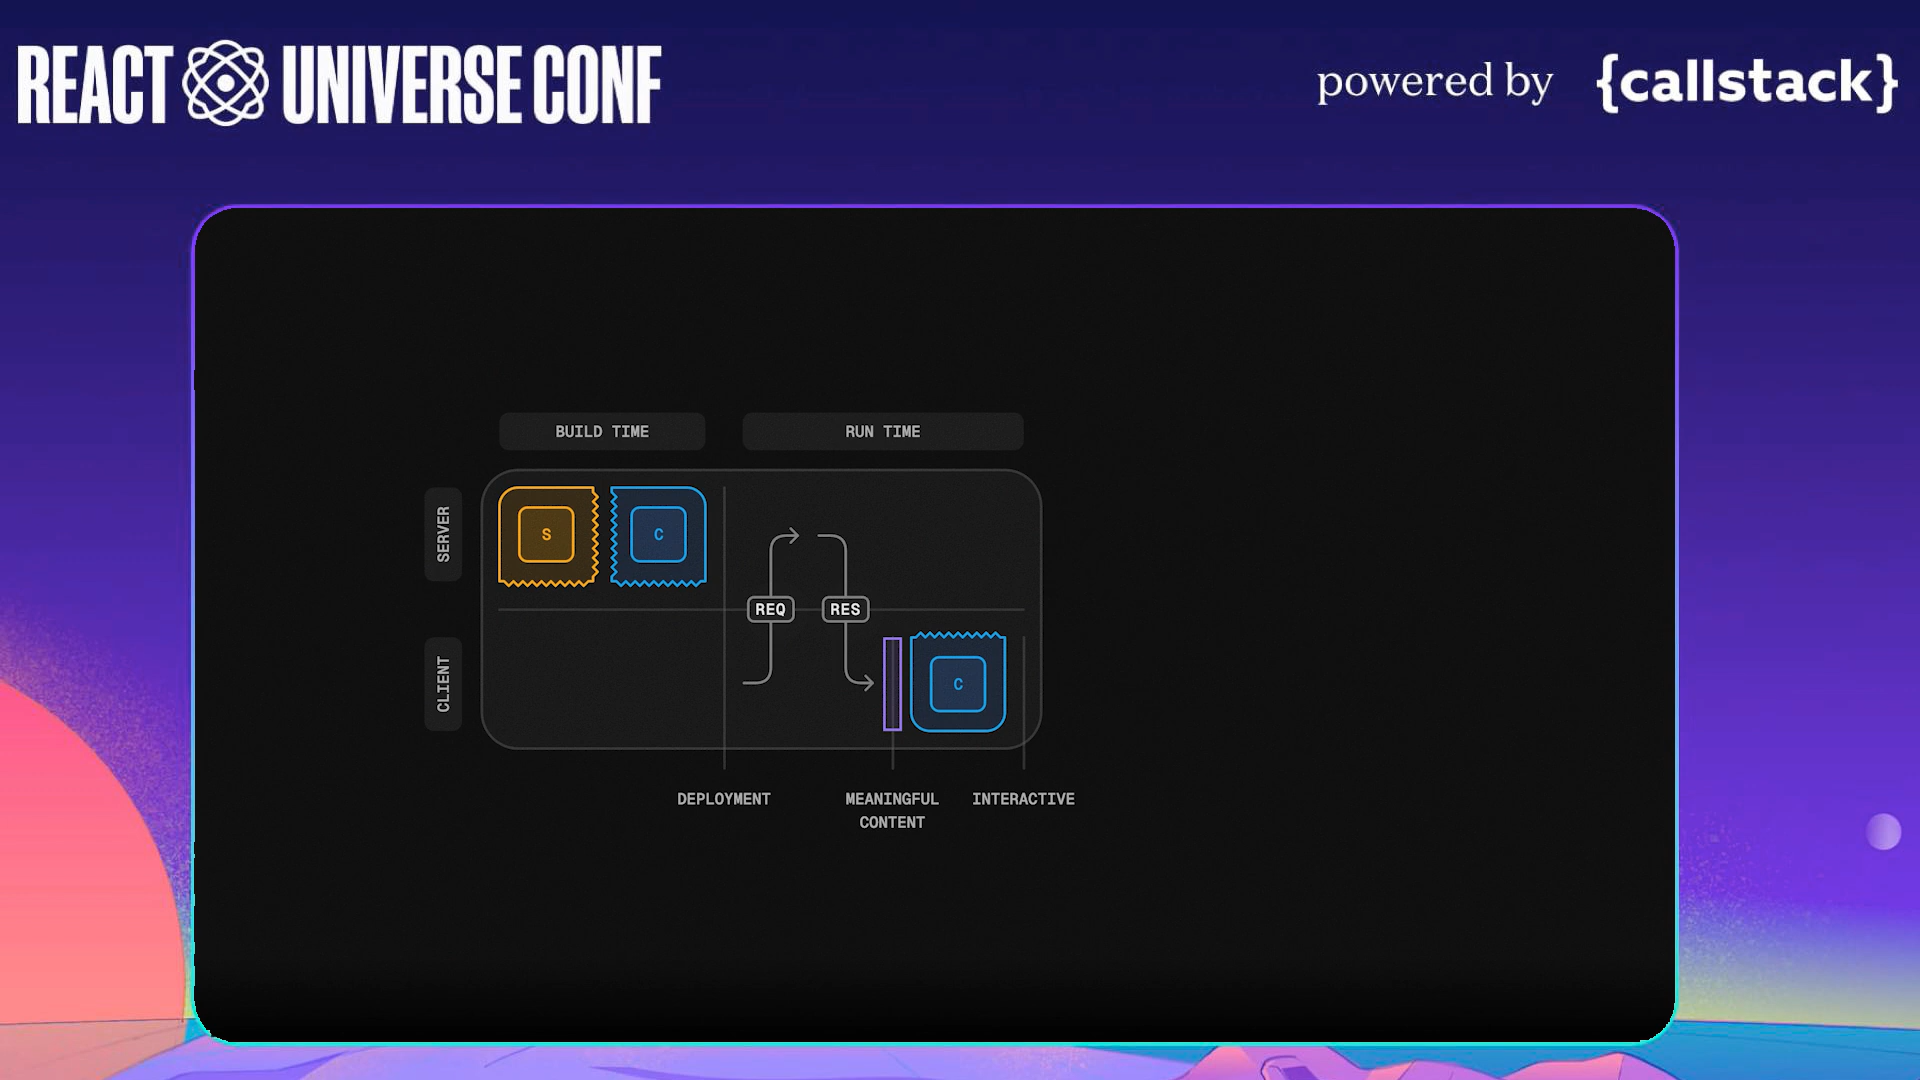 REACT UNIVERSE CONF
powered by {callstack}
BUILD TIME
RUN TIME
SERVER
S
C
REQ
RES
CLIENT
C
DEPLOYMENT
MEANINGFUL
CONTENT
INTERACTIVE